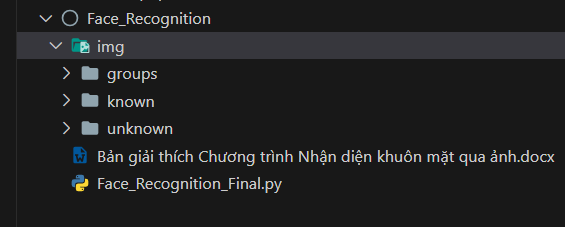 Face_Recognition
img
groups
known
unknown
Bản giải thích Chương trình Nhận diện khuôn mặt qua ảnh.docx
Face_Recognition_Final.py